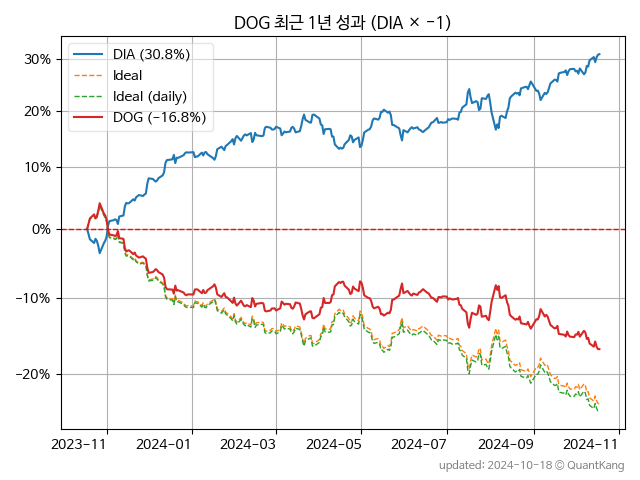 DOG 최근 1년 성과 (DIA × −1)
DIA (30.8%)
Ideal
Ideal (daily)
DOG (−16.8%)
30%
20%
10%
0%
−10%
−20%
2023-11 2024-01 2024-03 2024-05 2024-07 2024-09 2024-11
updated: 2024-10-18 © QuantKang